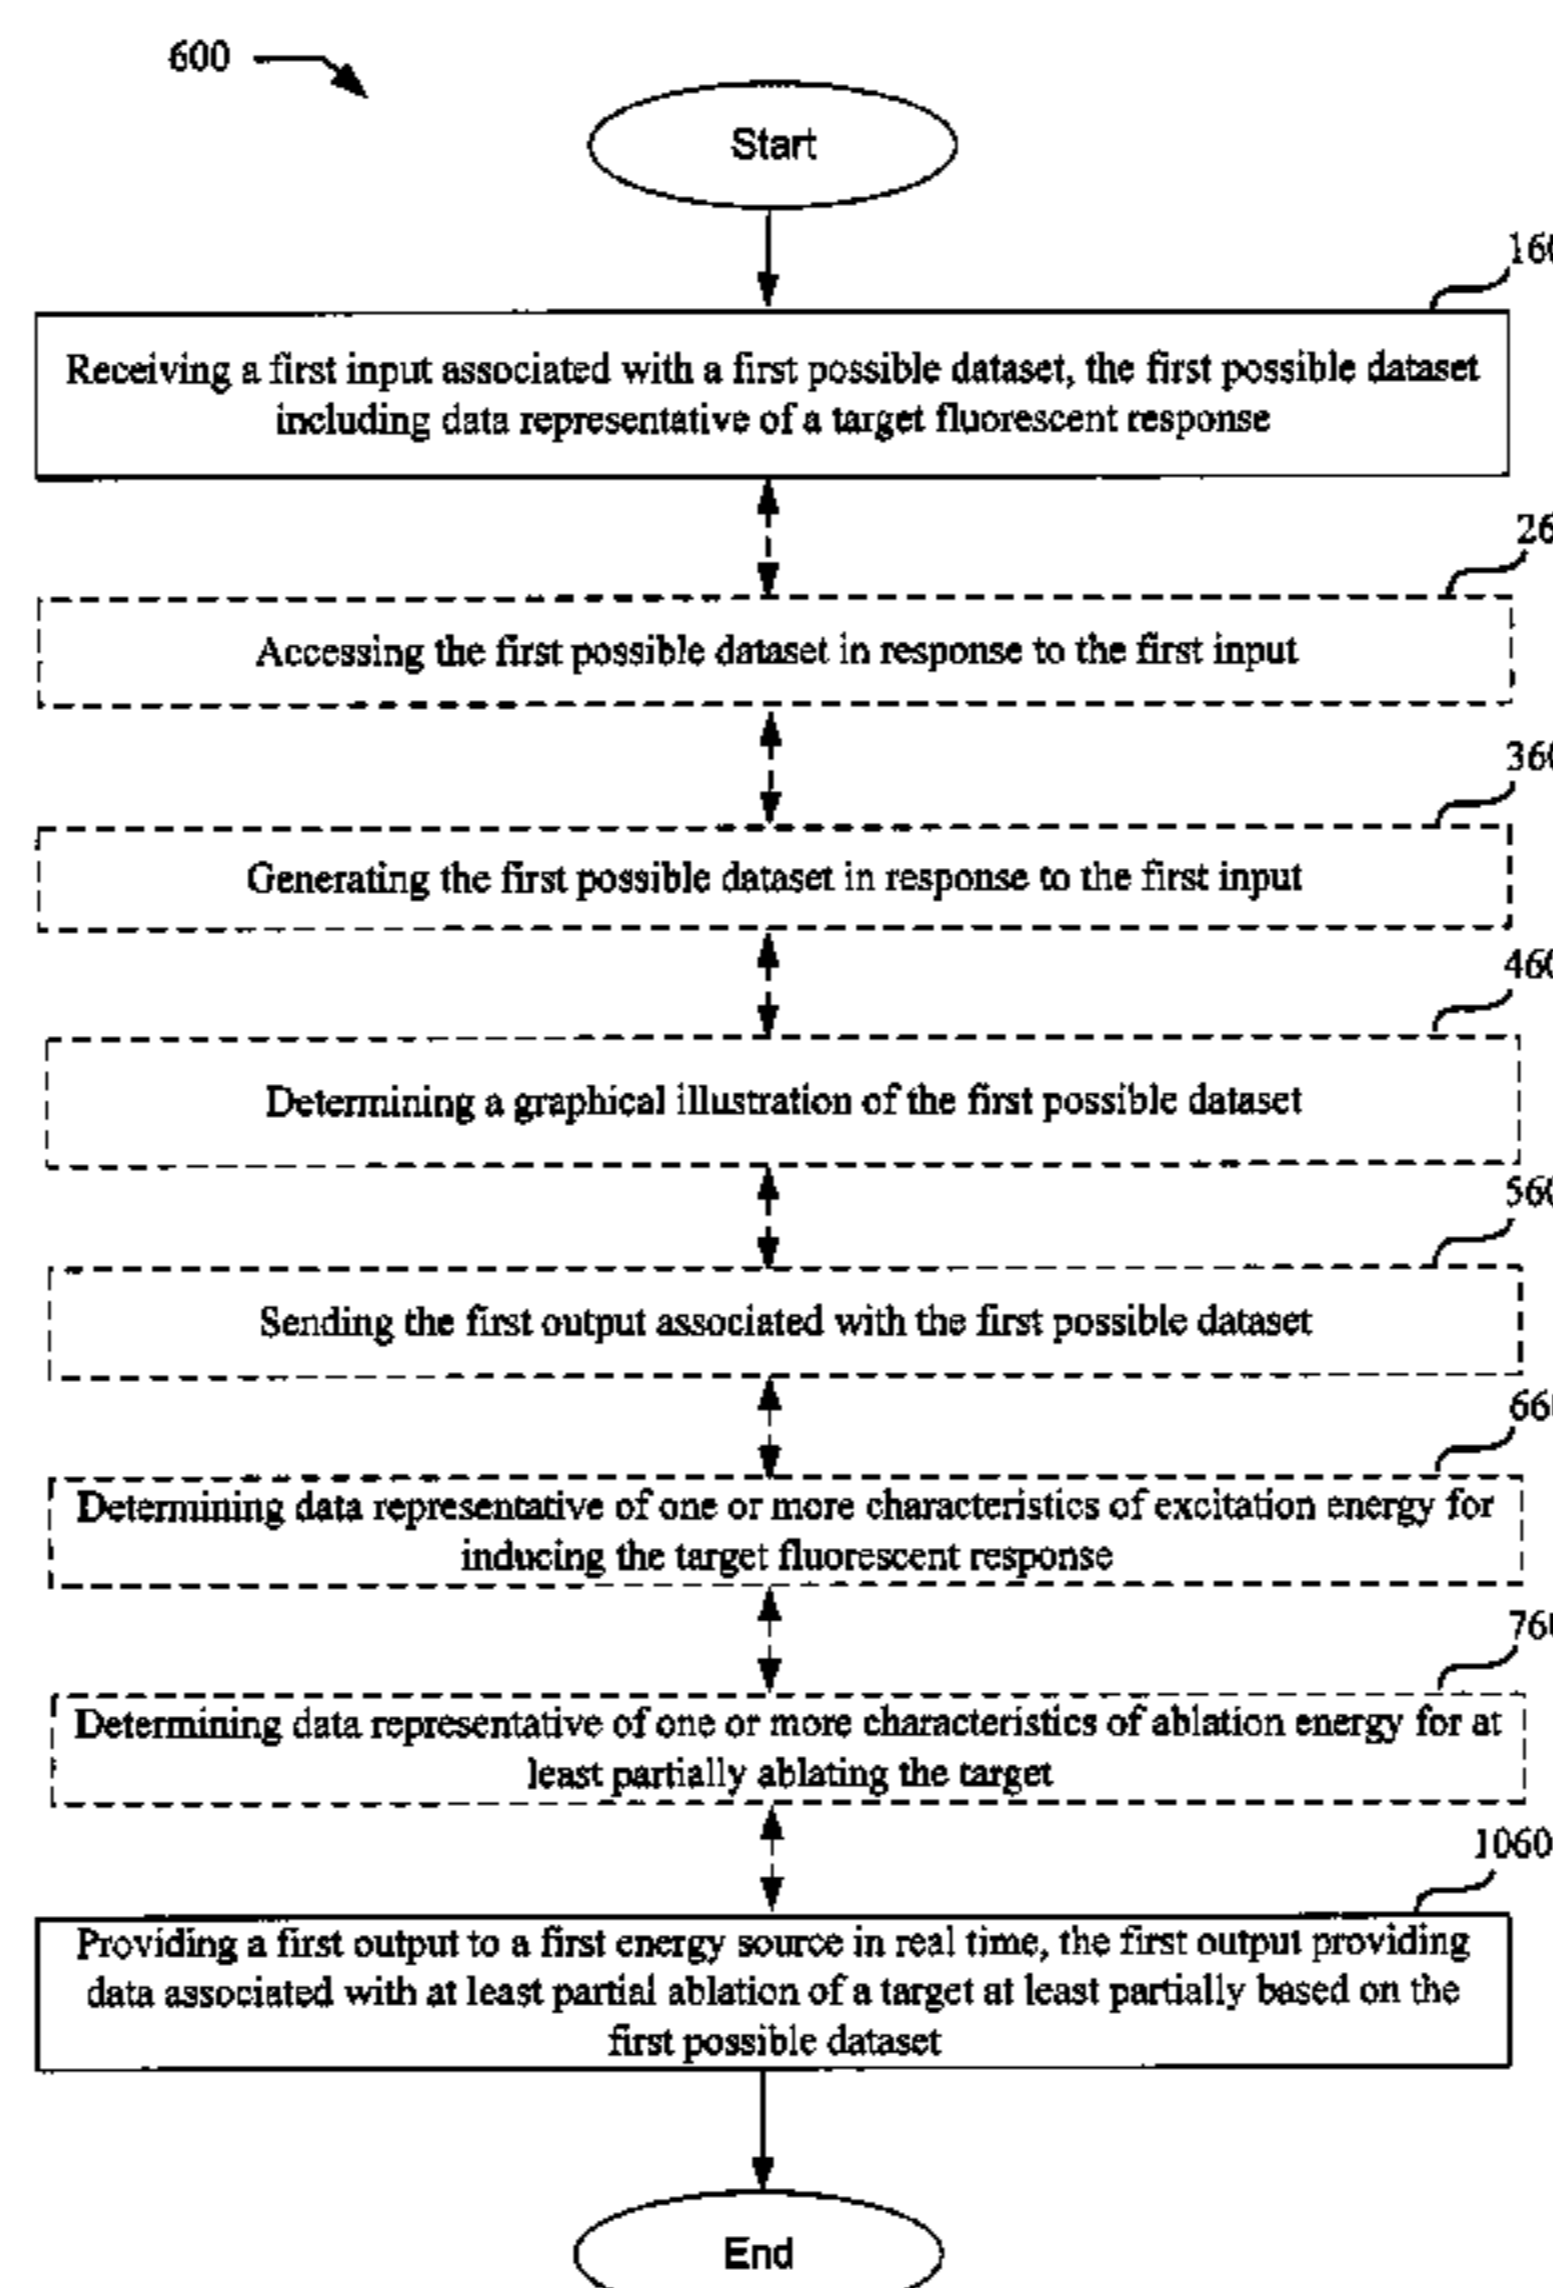 600
Start
160
Receiving a first input associated with a first possible dataset, the first possible dataset
including data representative of a target fluorescent response
26
Accessing the first possible dataset in response to the first input
360
Generating the first possible dataset in response to the first input
460
Determining a graphical illustration of the first possible dataset
560
Sending the first output associated with the first possible dataset
660
Determining data representative of one or more characteristics of excitation energy for
inducing the target fluorescent response
760
Determining data representative of one or more characteristics of ablation energy for at
least partially ablating the target
1060
Providing a first output to a first energy source in real time, the first output providing
data associated with at least partial ablation of a target at least partially based on the
first possible dataset
End